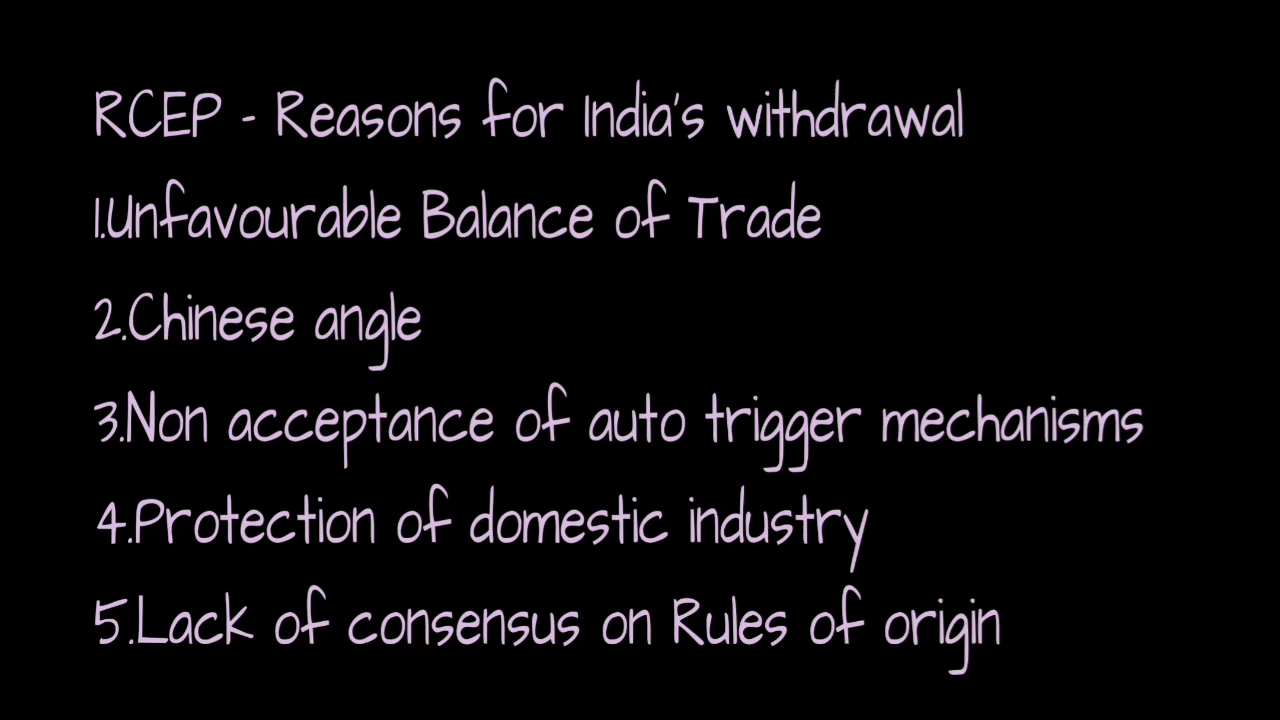 RCEP - Reasons for India's withdrawal
1.Unfavourable Balance of Trade
2.Chinese angle
3.Non acceptance of auto trigger mechanisms
4.Protection of domestic industry
5.Lack of consensus on Rules of origin